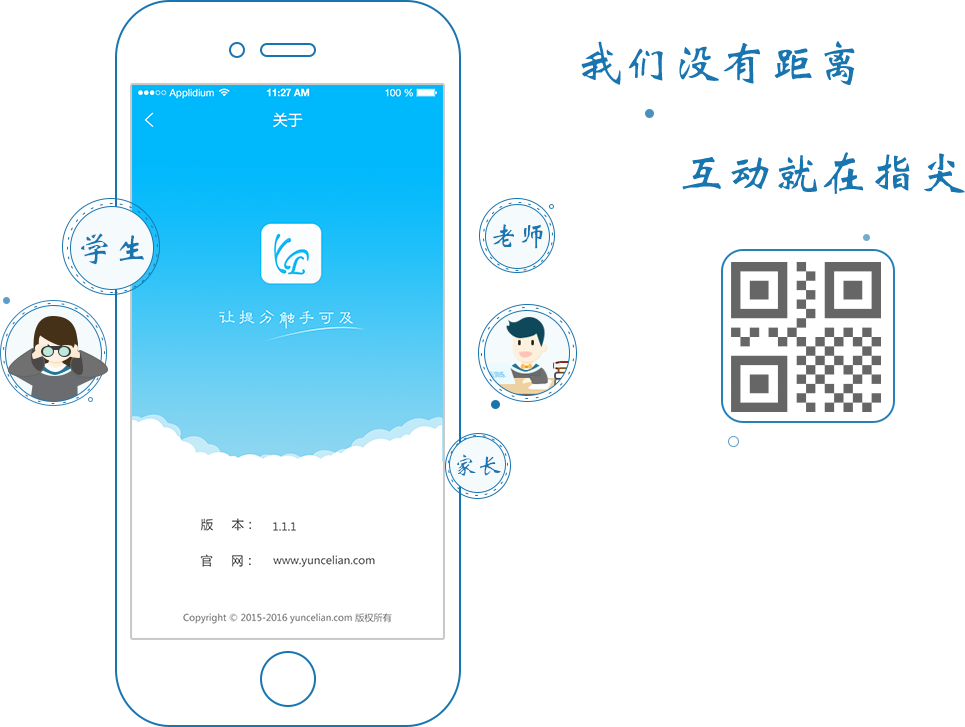 我们没有距离
互动就在指尖
Applidium 11:27 AM 100 %
关于
学生
老师
让提分触手可及
家长
版 本： 1.1.1
官 网： www.yuncelian.com
Copyright © 2015-2016 yuncelian.com 版权所有